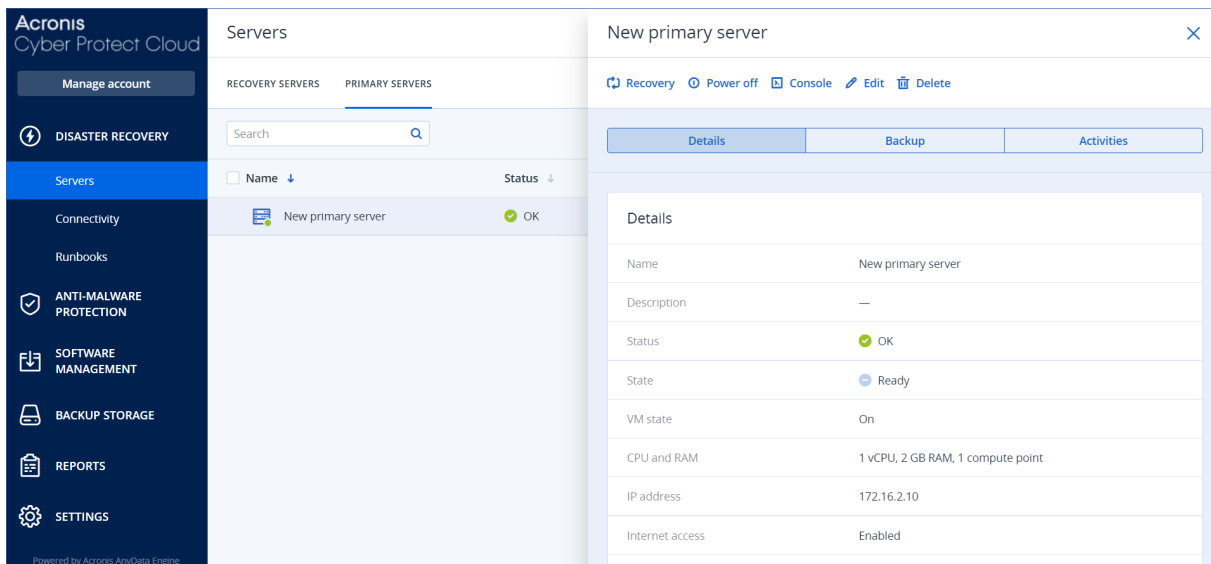 Acronis
Cyber Protect Cloud
Manage account
DISASTER RECOVERY
Servers
Connectivity
Runbooks
ANTI-MALWARE
PROTECTION
SOFTWARE
MANAGEMENT
BACKUP STORAGE
REPORTS
SETTINGS
Powered by Acronis AnyData Engine
Servers
RECOVERY SERVERS PRIMARY SERVERS
Search
Name Status
New primary server OK
New primary server
Recovery Power off Console Edit Delete
Details Backup Activities
Details
Name New primary server
Description —
Status OK
State Ready
VM state On
CPU and RAM 1 vCPU, 2 GB RAM, 1 compute point
IP address 172.16.2.10
Internet access Enabled